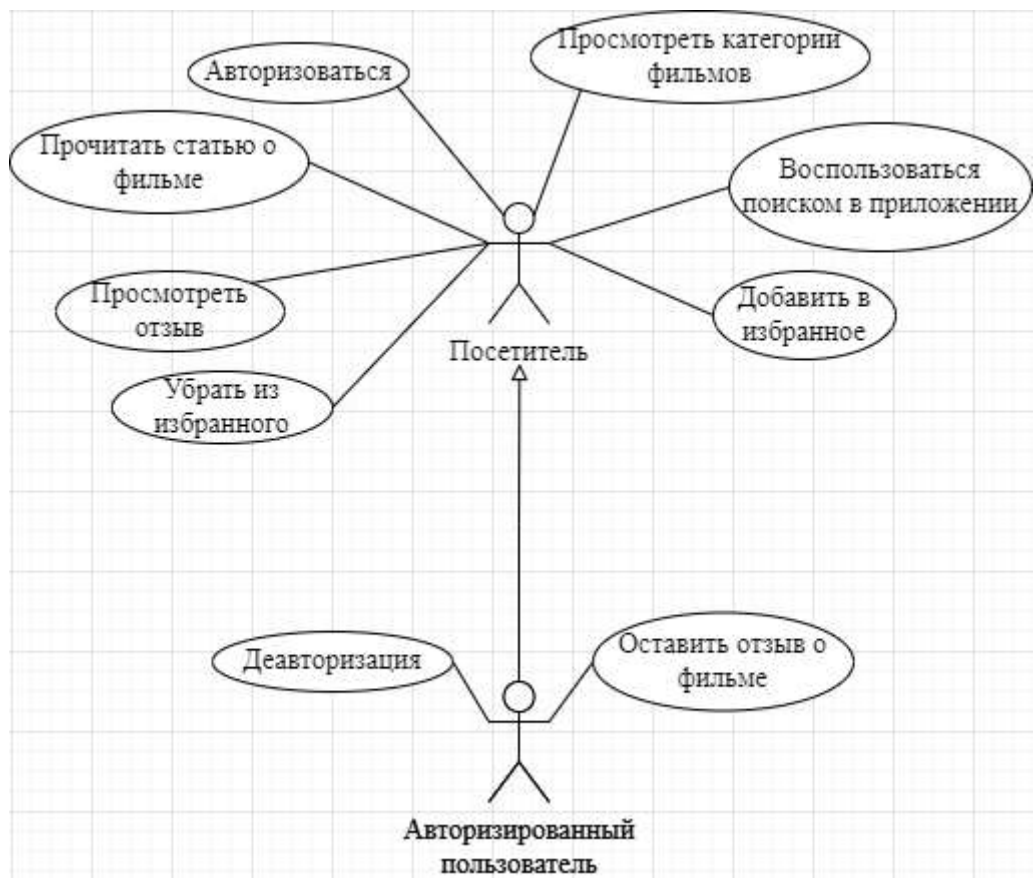 Просмотреть категории
фильмов
Авторизоваться
Прочитать статью о
фильме
Воспользоваться
поиском в приложении
Просмотреть
отзыв
Добавить в
избранное
Посетитель
Убрать из
избранного
Деавторизация
Оставить отзыв о
фильме
Авторизированный
пользователь